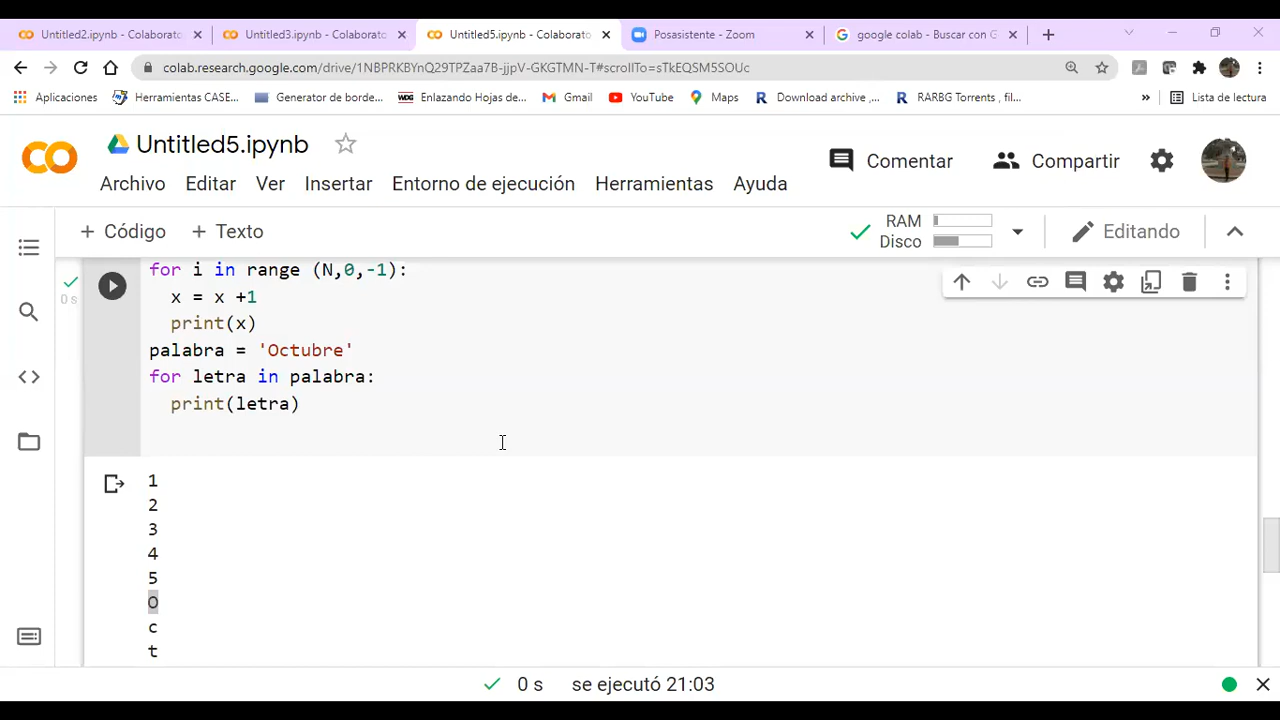 Untitled2.ipynb - Colaborato
Untitled3.ipynb - Colaborato
Untitled5.ipynb - Colaborato
Posasistente - Zoom
google colab - Buscar con G
colab.research.google.com/drive/1NBPRKBYnQ29TPZaa7B-jjpV-GKGTMN-T#scrollTo=sTkEQSM5SOUc
Aplicaciones
Herramientas CASE...
Generator de borde...
Enlazando Hojas de...
Gmail
YouTube
Maps
Download archive ,...
RARBG Torrents , fil...
»
Lista de lectura
Untitled5.ipynb
Comentar
Compartir
Archivo Editar Ver Insertar Entorno de ejecución Herramientas Ayuda
+ Código + Texto
RAM
Disco
Editando
0 s
for i in range (N,0,-1):
x = x +1
print(x)
palabra = 'Octubre'
for letra in palabra:
print(letra)
1
2
3
4
5
O
c
t
0 s se ejecutó 21:03